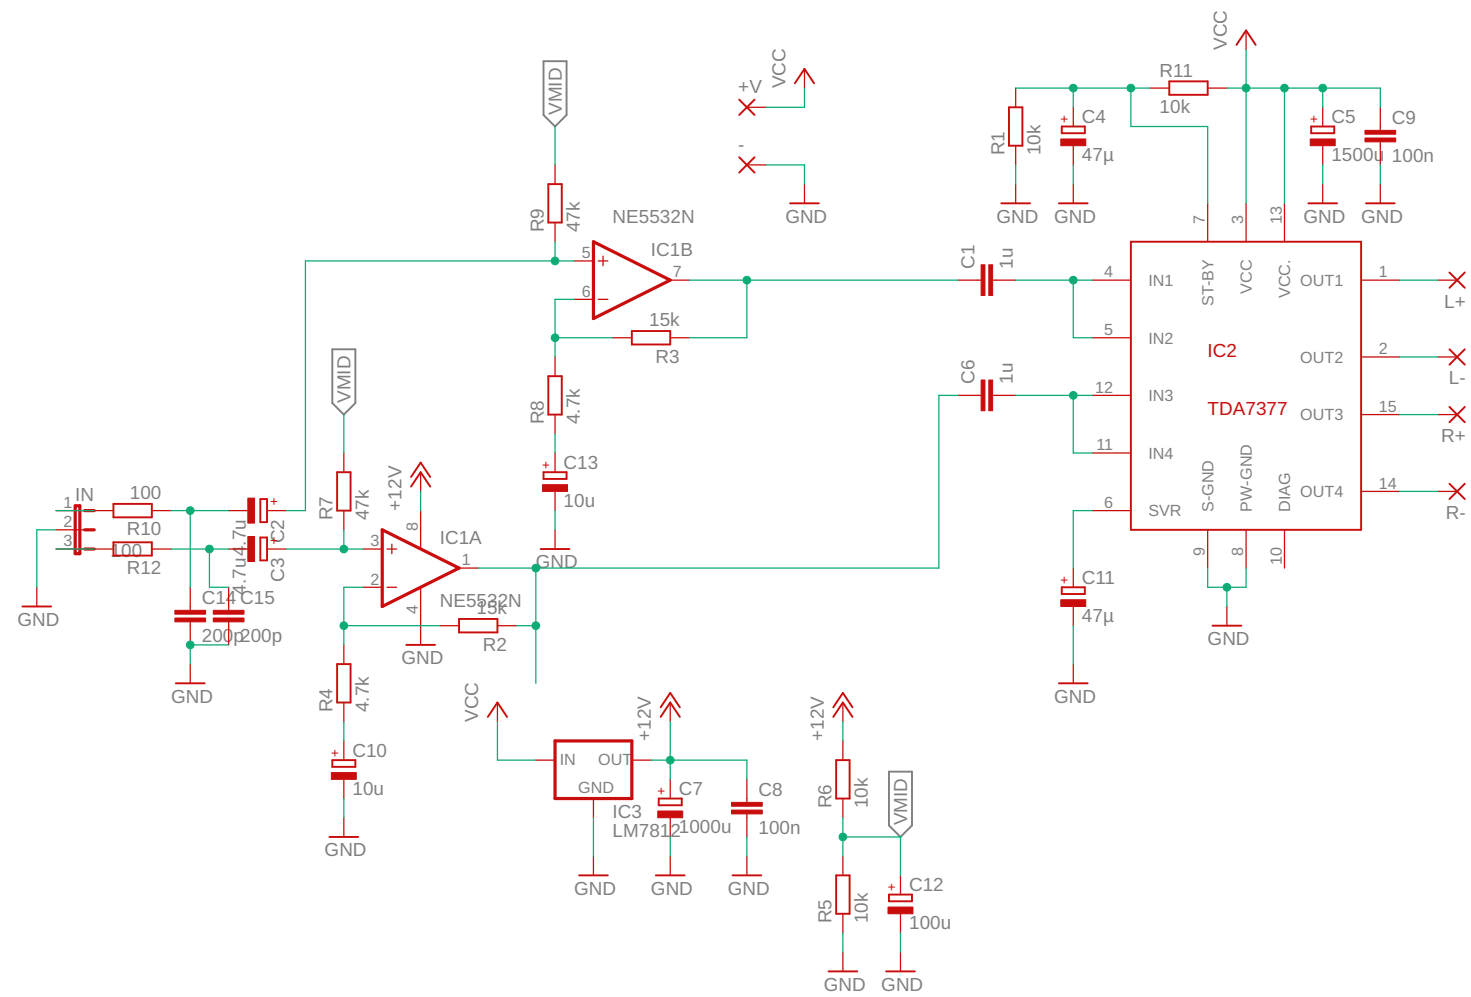 VCC
R11
10k
VMID
+V
VCC
R1
10k
+
C4
47µ
+
C5
1500u
C9
100n
-
R9
47k
NE5532N
GND
GND
GND
GND
GND
7
3
13
IC1B
5
+
6
−
7
C1
1u
4
IN1
ST-BY
VCC
VCC.
OUT1
1
L+
15k
R3
5
IN2
IC2
OUT2
2
L-
VMID
R8
4.7k
C6
1u
12
IN3
TDA7377
OUT3
15
R+
11
IN4
+
C13
10u
+12V
R7
47k
6
SVR
S-GND
PW-GND
DIAG
OUT4
14
R-
IN
1
2
3
100
R10
100
R12
+
4.7u
C2
+
4.7u
C3
8
IC1A
3
+
2
−
1
4
GND
9
8
10
NE5532N
15k
R2
GND
C14
200p
C15
200p
GND
GND
+
C11
47µ
GND
GND
R4
4.7k
VCC
+12V
+12V
+
C10
10u
IN
OUT
GND
IC3
LM7812
+
C7
1000u
C8
100n
R6
10k
VMID
GND
GND
GND
GND
R5
10k
+
C12
100u
GND
GND